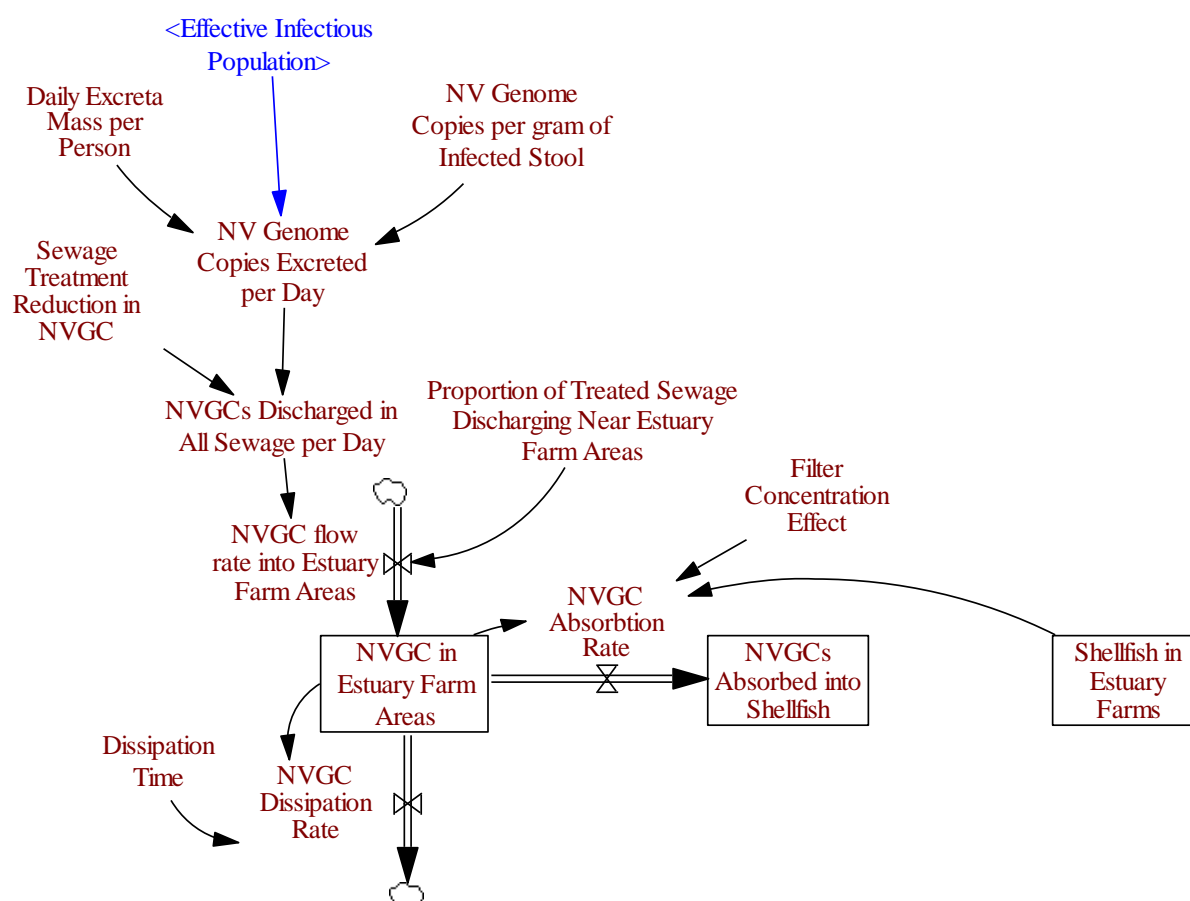 <Effective Infectious
Population>
Daily Excreta
Mass per
Person
NV Genome
Copies per gram of
Infected Stool
NV Genome
Copies Excreted
per Day
Sewage
Treatment
Reduction in
NVGC
NVGCs Discharged in
All Sewage per Day
Proportion of Treated Sewage
Discharging Near Estuary
Farm Areas
Filter
Concentration
Effect
NVGC flow
rate into Estuary
Farm Areas
NVGC
Absorbtion
Rate
NVGC in
Estuary Farm
Areas
NVGCs
Absorbed into
Shellfish
Shellfish in
Estuary
Farms
Dissipation
Time
NVGC
Dissipation
Rate